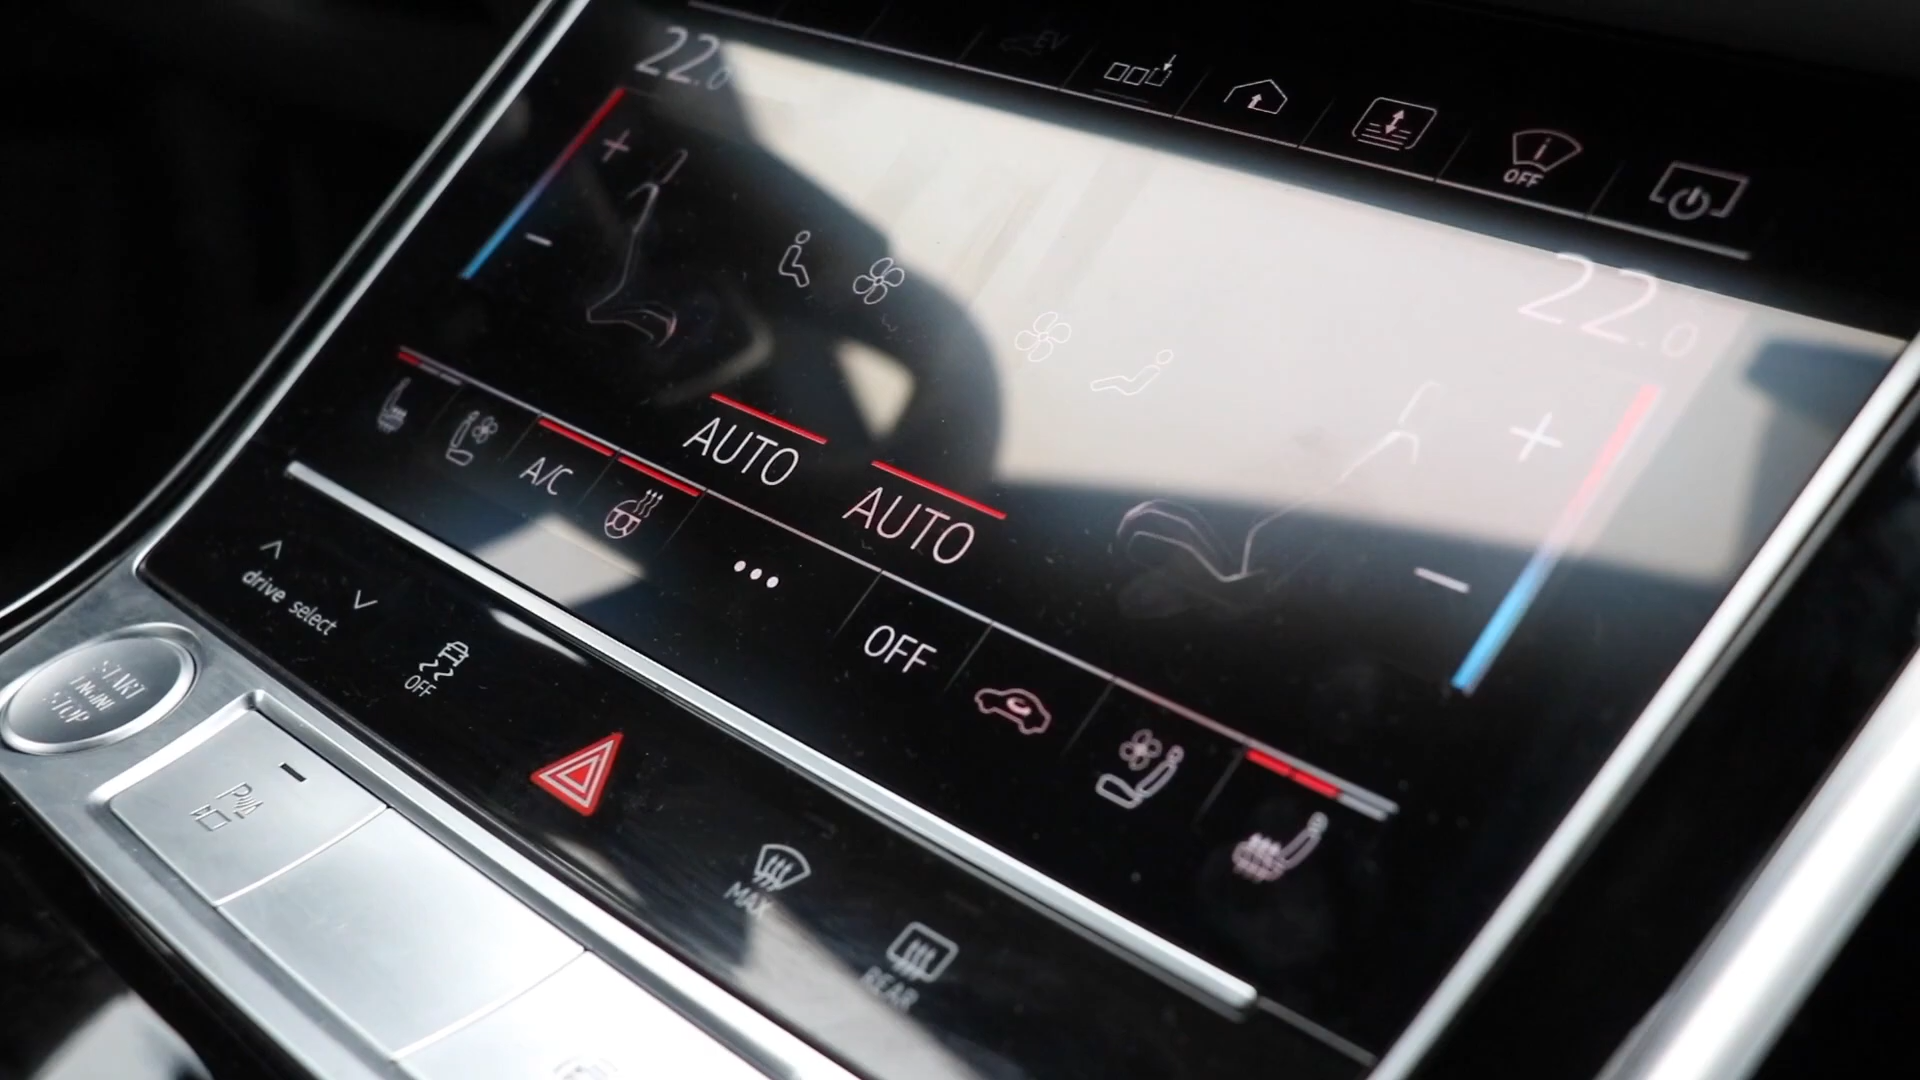 EV
22.0
OFF
22.0
AUTO
A/C
AUTO
OFF
drive select
OFF
START
ENGINE
STOP
P
MAX
REAR